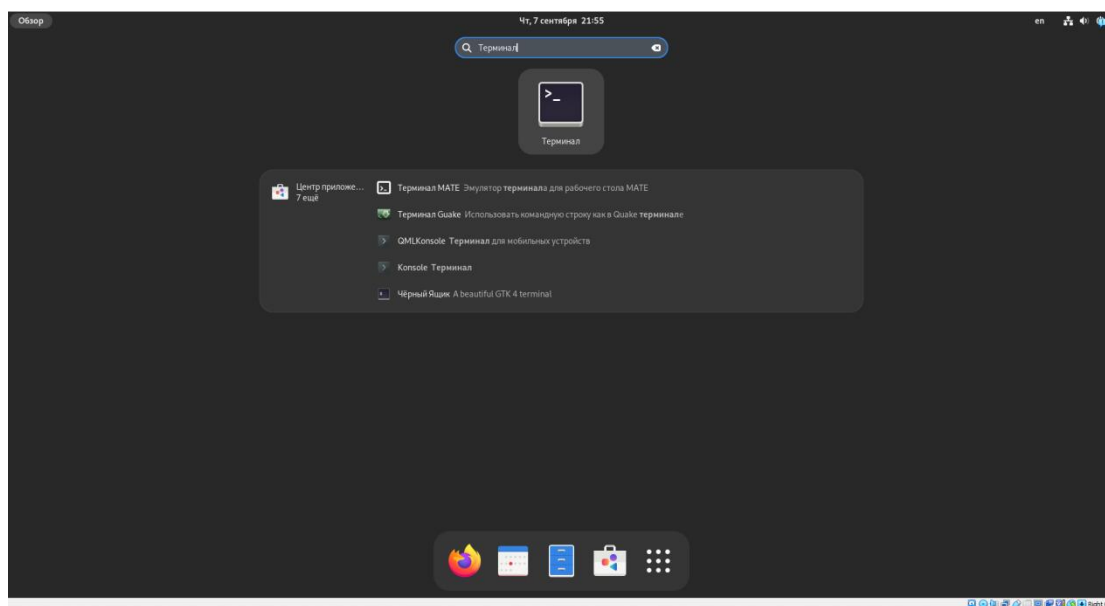 Обзор
Чт, 7 сентября 21:55
en
Терминал
>_
Терминал
Центр приложе...
7 ещё
Терминал MATE Эмулятор терминала для рабочего стола MATE
Терминал Guake Использовать командную строку как в Quake терминале
QMLKonsole Терминал для мобильных устройств
Konsole Терминал
Чёрный Ящик A beautiful GTK 4 terminal
Right